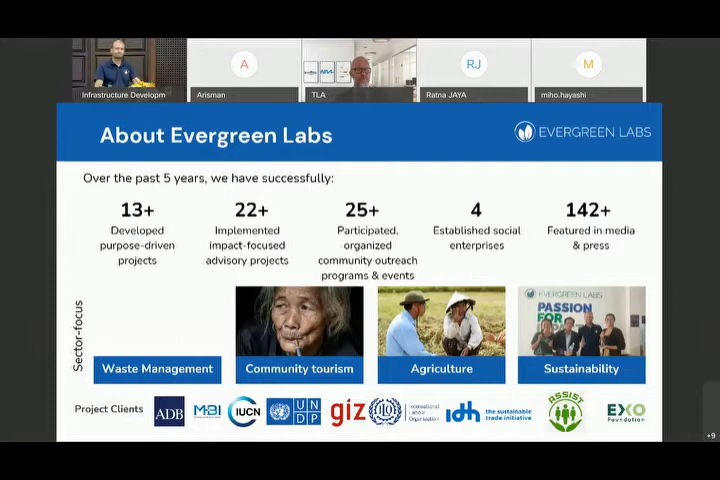 Infrastructure Developm
A
Arisman
TLA
RJ
Ratna JAYA
M
miho.hayashi
About Evergreen Labs
EVERGREEN LABS
Over the past 5 years, we have successfully:
13+
Developed
purpose-driven
projects
22+
Implemented
impact-focused
advisory projects
25+
Participated,
organized
community outreach
programs & events
4
Established social
enterprises
142+
Featured in media
& press
Sector-focus
EVERGREEN LABS
PASSION
FOR
Waste Management
Community tourism
Agriculture
Sustainability
Project Clients
ADB
IUCN
UN
DP
giz
International
Labour
Organization
idh
the sustainable
trade initiative
ASSIST
EXO
Foundation
+9